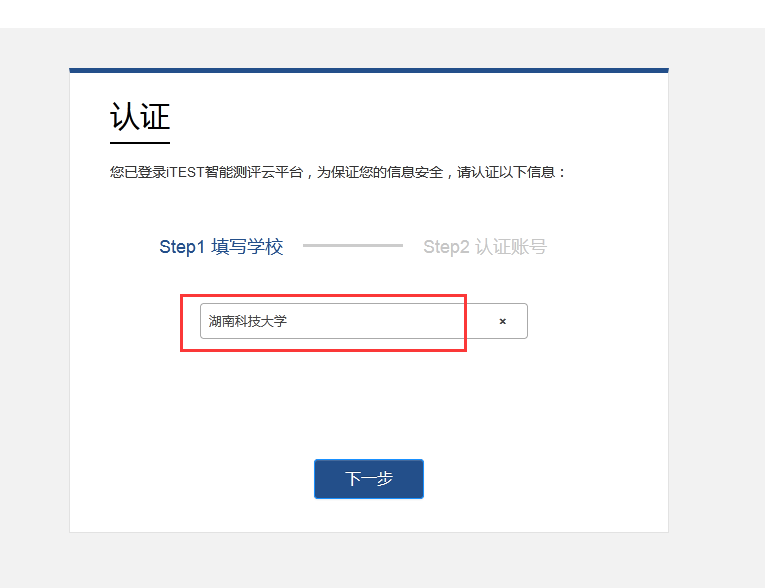 认证
您已登录iTEST智能测评云平台，为保证您的信息安全，请认证以下信息：
Step1 填写学校 Step2 认证账号
湖南科技大学 ×
下一步